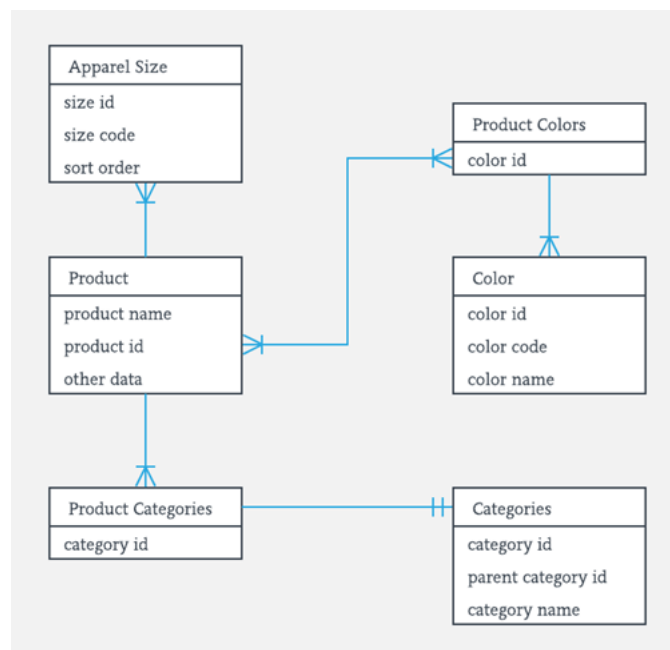 Apparel Size
size id
size code
sort order
Product Colors
color id
Product
product name
product id
other data
Color
color id
color code
color name
Product Categories
category id
Categories
category id
parent category id
category name